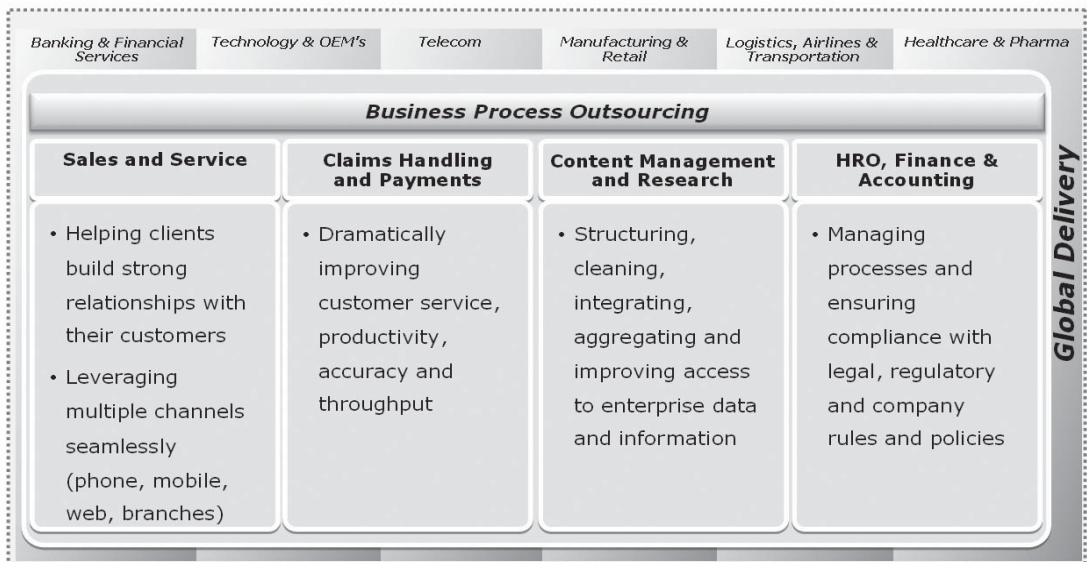 Banking & Financial
Services
Technology & OEM's
Telecom
Manufacturing &
Retail
Logistics, Airlines &
Transportation
Healthcare & Pharma
Business Process Outsourcing
Sales and Service
Claims Handling
and Payments
Content Management
and Research
HRO, Finance &
Accounting
• Helping clients
build strong
relationships with
their customers
• Leveraging
multiple channels
seamlessly
(phone, mobile,
web, branches)
• Dramatically
improving
customer service,
productivity,
accuracy and
throughput
• Structuring,
cleaning,
integrating,
aggregating and
improving access
to enterprise data
and information
• Managing
processes and
ensuring
compliance with
legal, regulatory
and company
rules and policies
Global Delivery